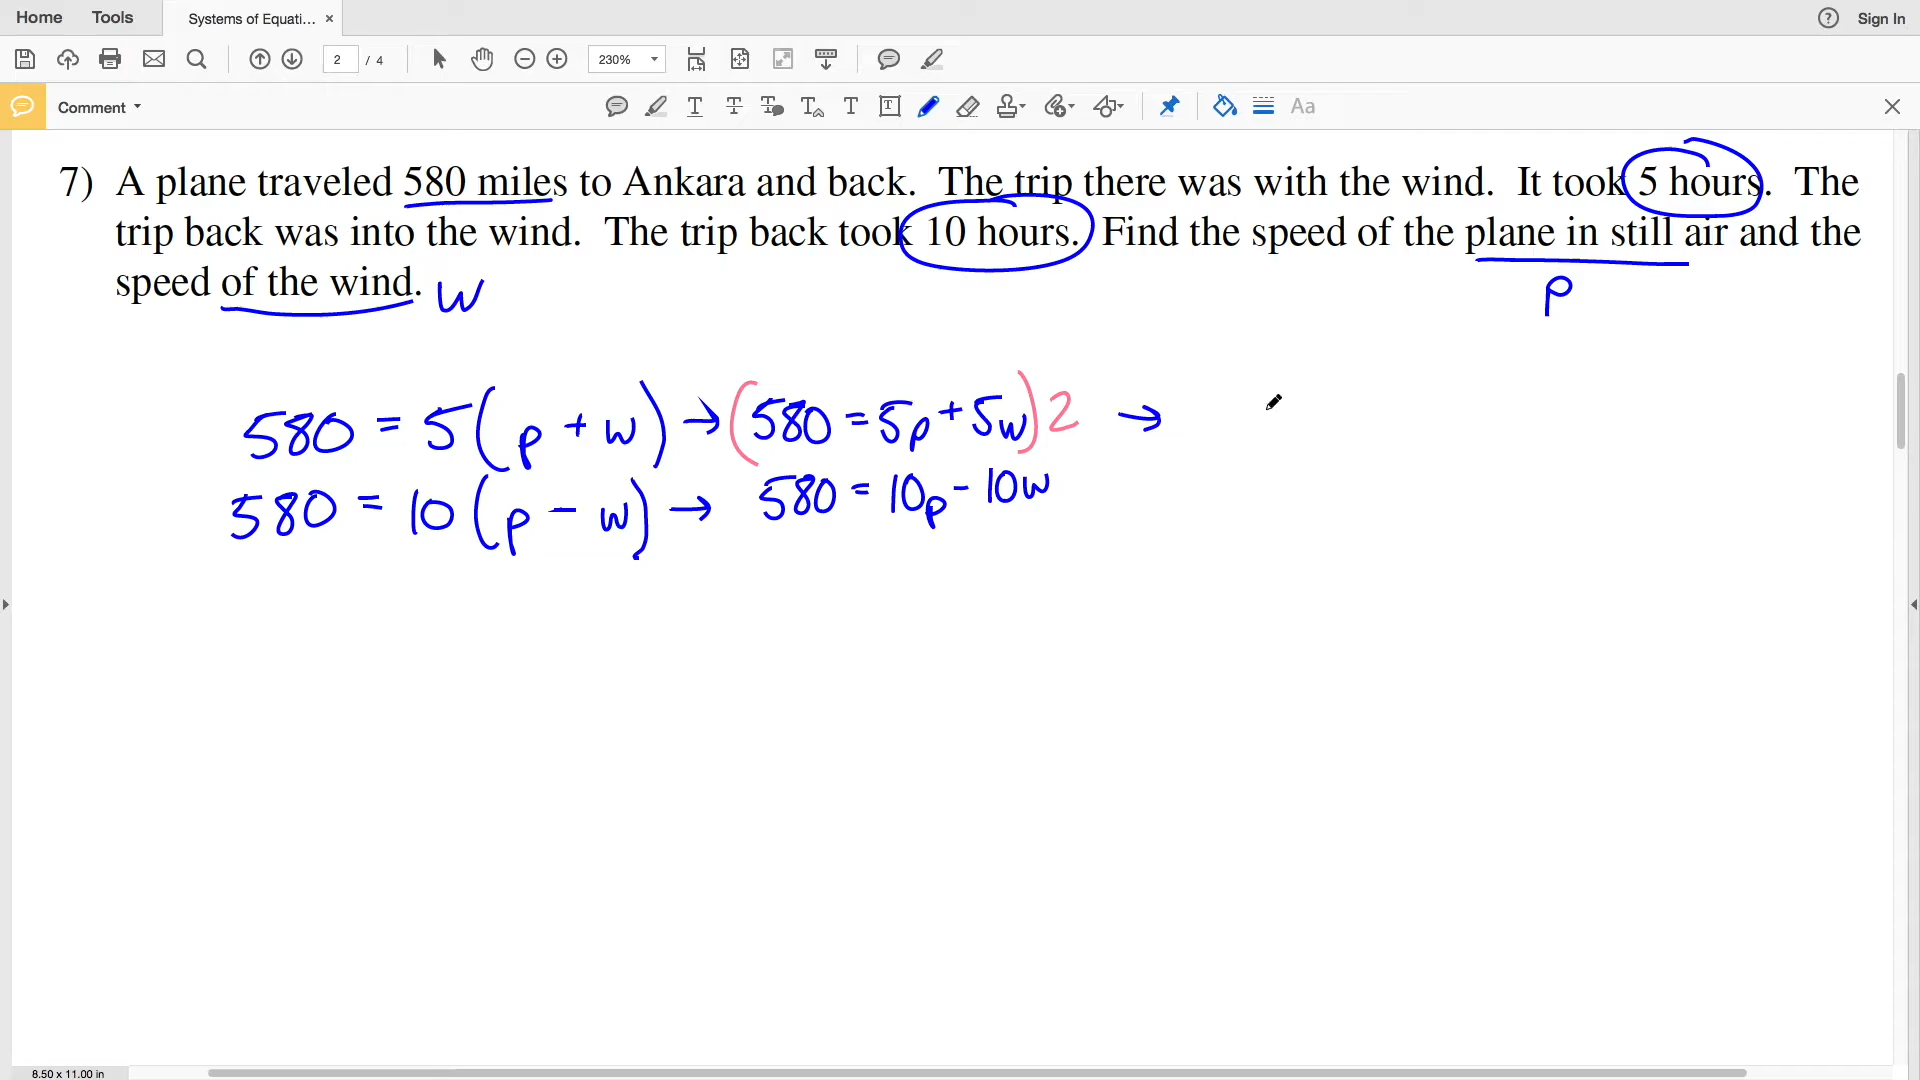 Home Tools Systems of Equati... × ? Sign In
2 / 4 230%
Comment Aa
7) A plane traveled 580 miles to Ankara and back. The trip there was with the wind. It took 5 hours. The
trip back was into the wind. The trip back took 10 hours. Find the speed of the plane in still air and the
speed of the wind. w p
580 = 5(p + w) → (580 = 5p + 5w)2 →
580 = 10(p - w) → 580 = 10p - 10w
8.50 x 11.00 in